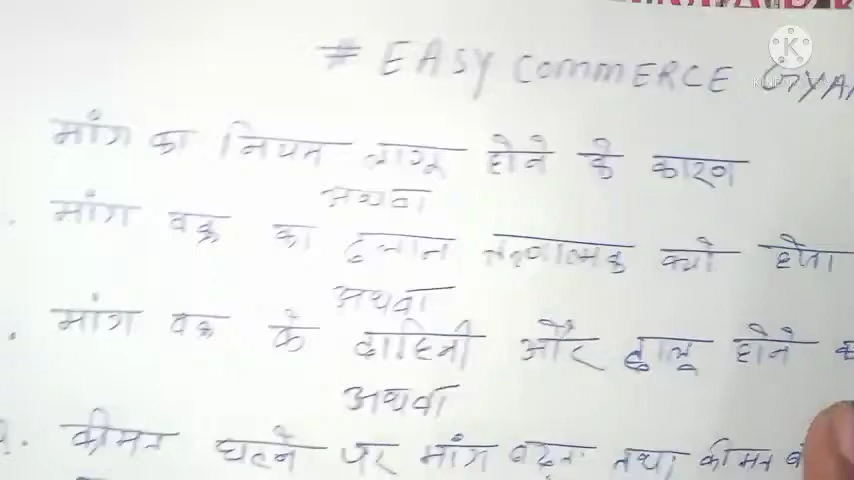 # EASY COMMERCE GYAN
मांग का नियम लागू होने के कारण
अथवा
मांग वक्र का ढलान ऋणात्मक क्यो होता
अथवा
मांग वक्र के दाहिनी और ढालू होने
अथवा
कीमत घटने पर मांग बढ़ना तथा कीमत